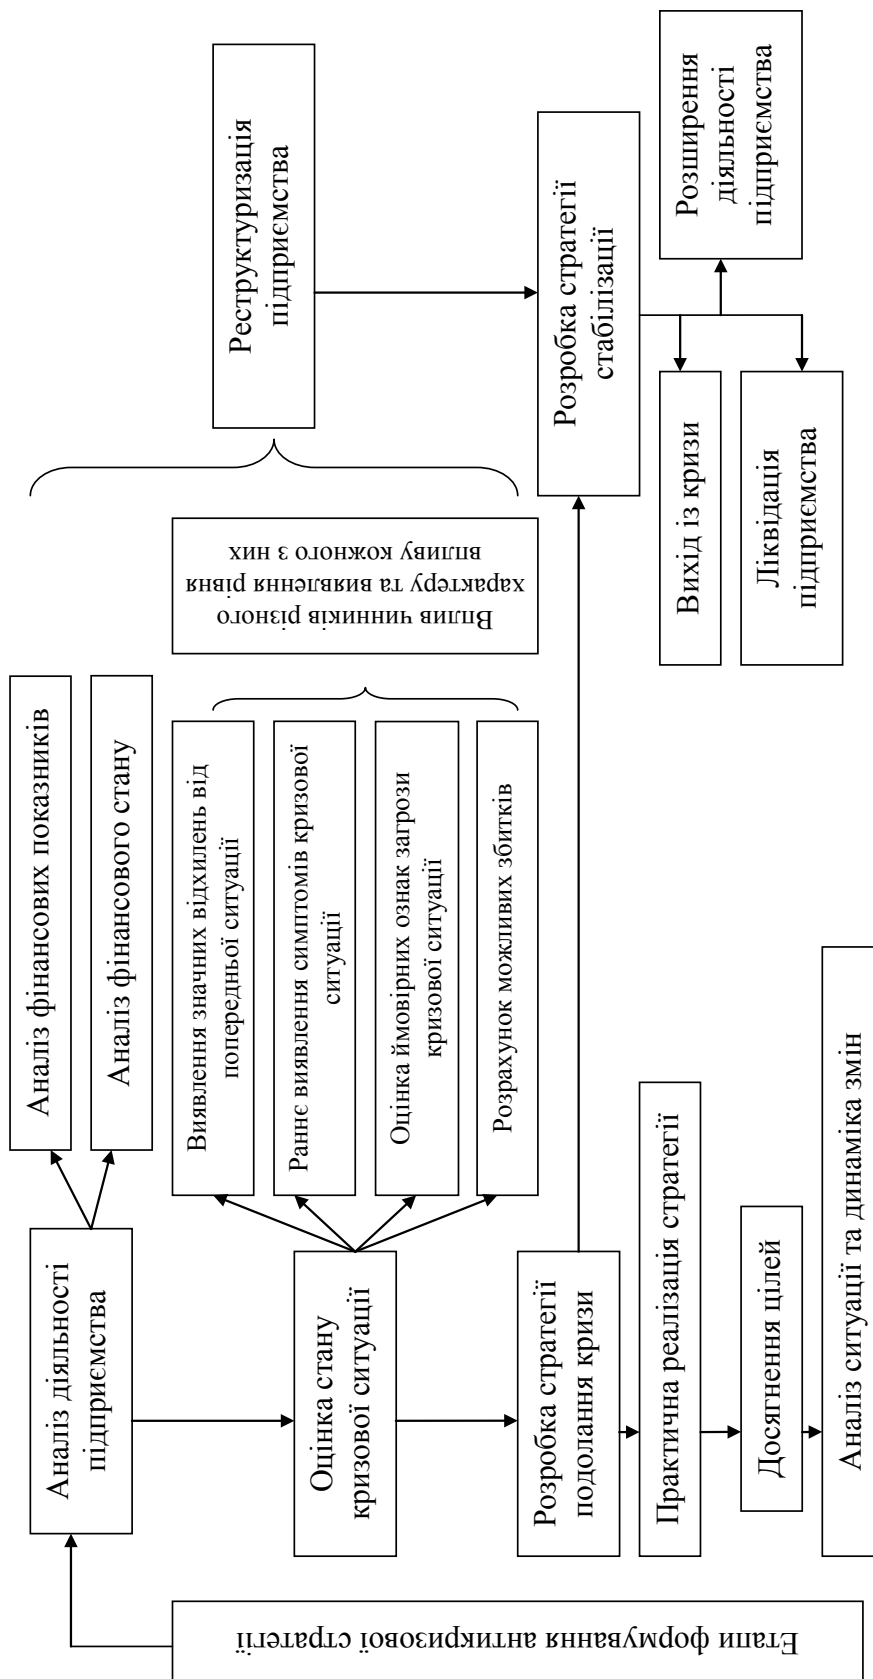 Етапи формування антикризової стратегії
Аналіз діяльності
підприємства
Аналіз фінансових показників
Аналіз фінансового стану
Оцінка стану
кризової ситуації
Виявлення значних відхилень від
попередньої ситуації
Раннє виявлення симптомів кризової
ситуації
Оцінка ймовірних ознак загрози
кризової ситуації
Розрахунок можливих збитків
Вплив чинників різного
характеру та виявлення рівня
впливу кожного з них
Реструктуризація
підприємства
Розробка стратегії
подолання кризи
Розробка стратегії
стабілізації
Вихід із кризи
Ліквідація
підприємства
Розширення
діяльності
підприємства
Практична реалізація стратегії
Досягнення цілей
Аналіз ситуації та динаміка змін